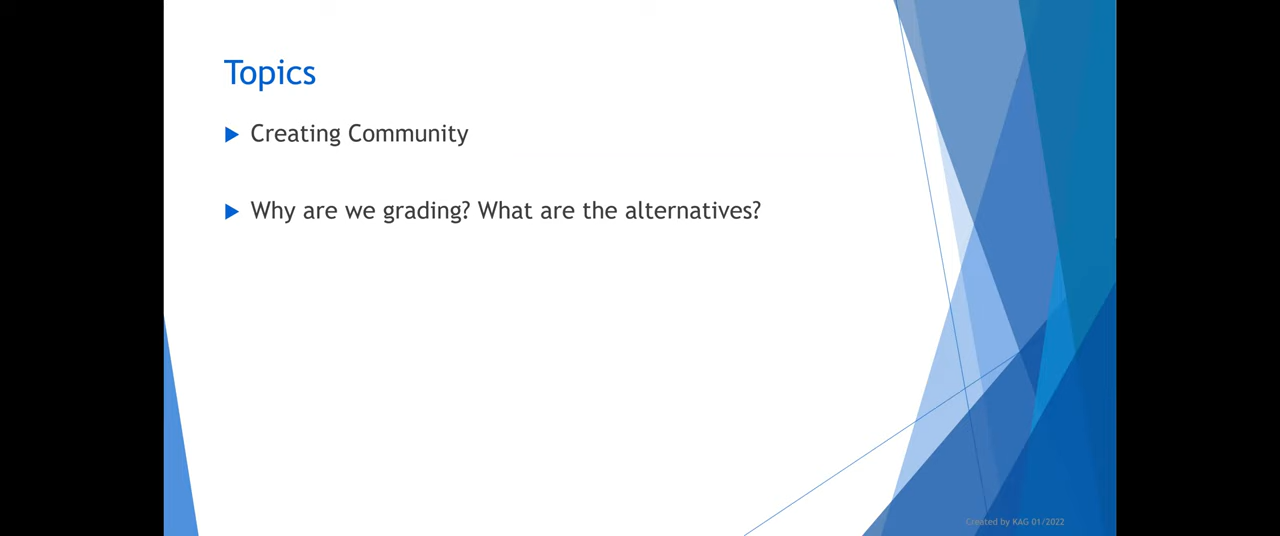 Topics
Creating Community
Why are we grading? What are the alternatives?
Created by KAG 01/2022